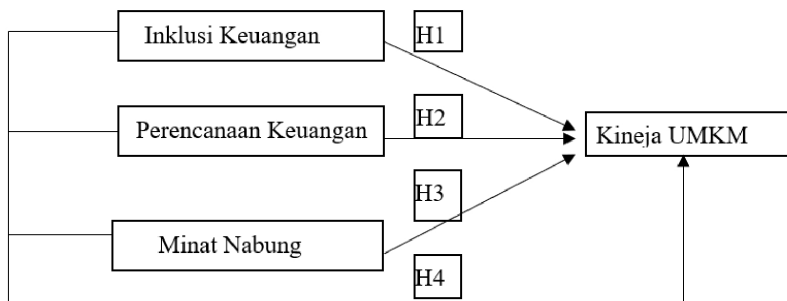 Inklusi Keuangan
H1
Perencanaan Keuangan
H2
Kineja UMKM
H3
Minat Nabung
H4